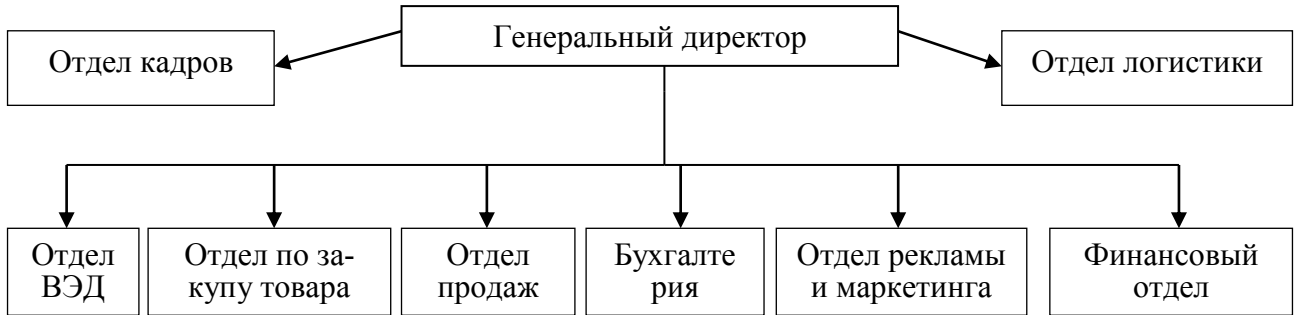 Генеральный директор
Отдел кадров
Отдел логистики
Отдел
ВЭД
Отдел по за-
купу товара
Отдел
продаж
Бухгалте
рия
Отдел рекламы
и маркетинга
Финансовый
отдел